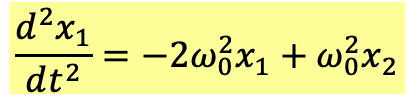 d²x₁/dt² = −2ω₀²x₁ + ω₀²x₂